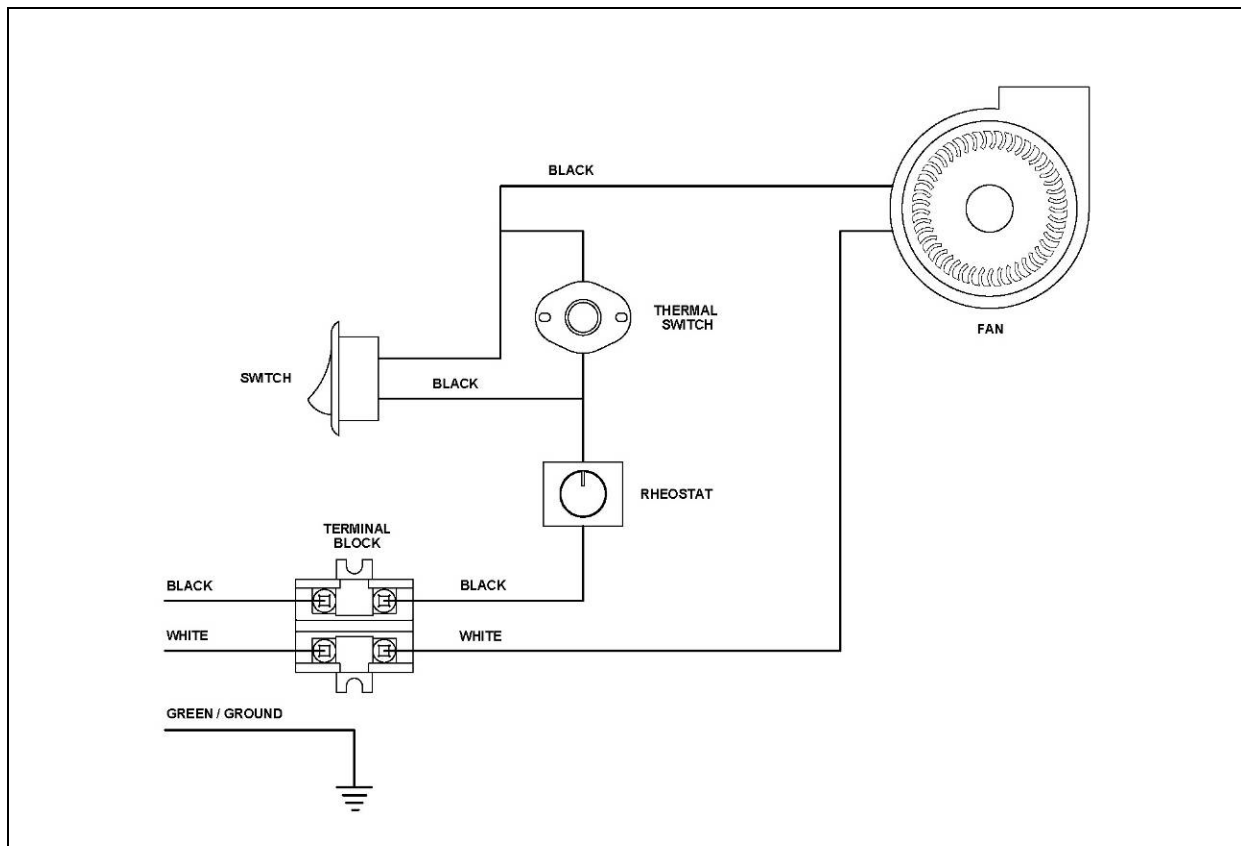 BLACK
THERMAL
SWITCH
FAN
SWITCH
BLACK
RHEOSTAT
TERMINAL
BLOCK
BLACK
BLACK
WHITE
WHITE
GREEN / GROUND